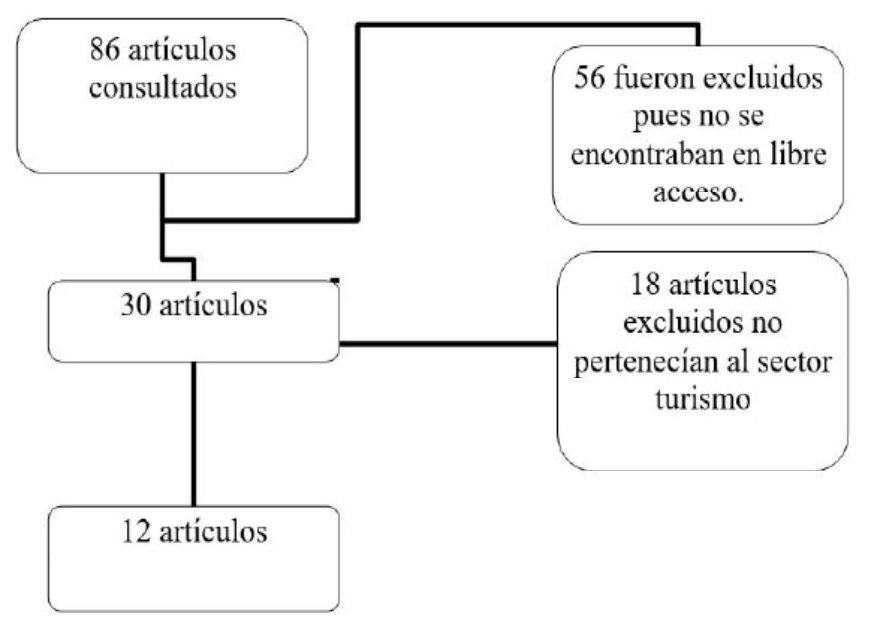 86 artículos
consultados
56 fueron excluidos
pues no se
encontraban en libre
acceso.
30 artículos
18 artículos
excluidos no
pertenecían al sector
turismo
12 artículos